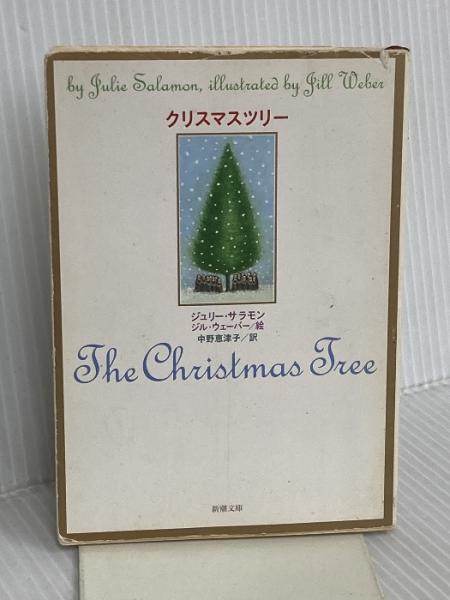 by Julie Salamon, illustrated by Jill Weber
クリスマスツリー
ジュリー・サラモン
ジル・ウェーバー/絵
中野恵津子/訳
The Christmas Tree
新潮文庫